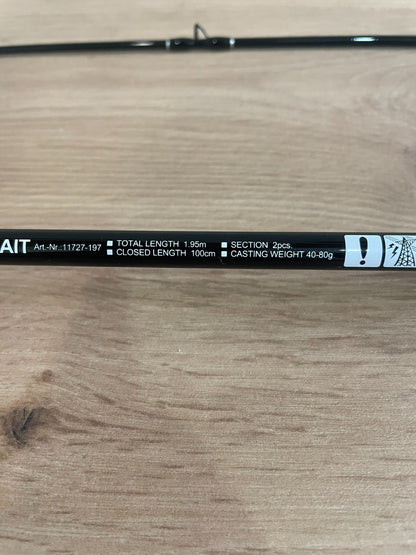 AIT Art.-Nr.:11727-197 TOTAL LENGTH 1.95m SECTION 2pcs.
CLOSED LENGTH 100cm CASTING WEIGHT 40-80g